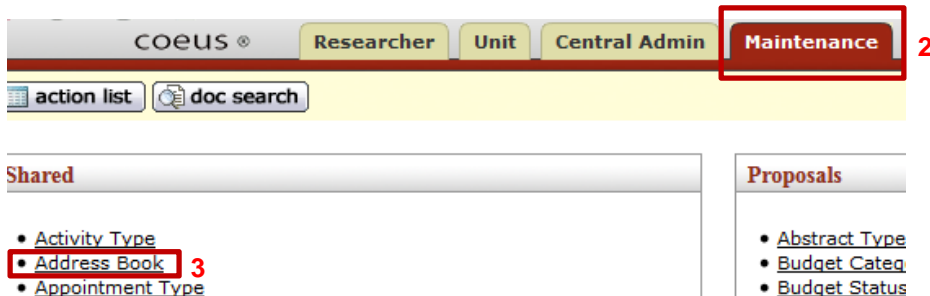 coeus ® Researcher Unit Central Admin Maintenance 2
action list doc search
Shared Proposals
• Activity Type • Abstract Type
• Address Book 3 • Budget Categ
• Appointment Type • Budget Status